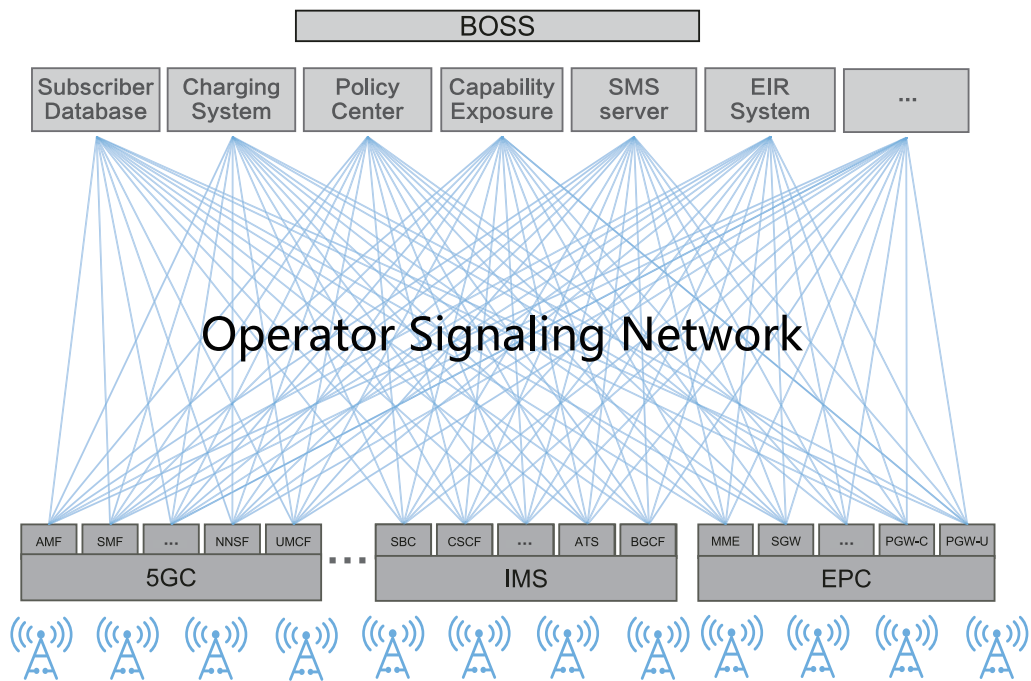 BOSS
Subscriber
Database
Charging
System
Policy
Center
Capability
Exposure
SMS
server
EIR
System
...
Operator Signaling Network
AMF
SMF
...
NNSF
UMCF
5GC
...
SBC
CSCF
...
ATS
BGCF
IMS
MME
SGW
...
PGW-C
PGW-U
EPC